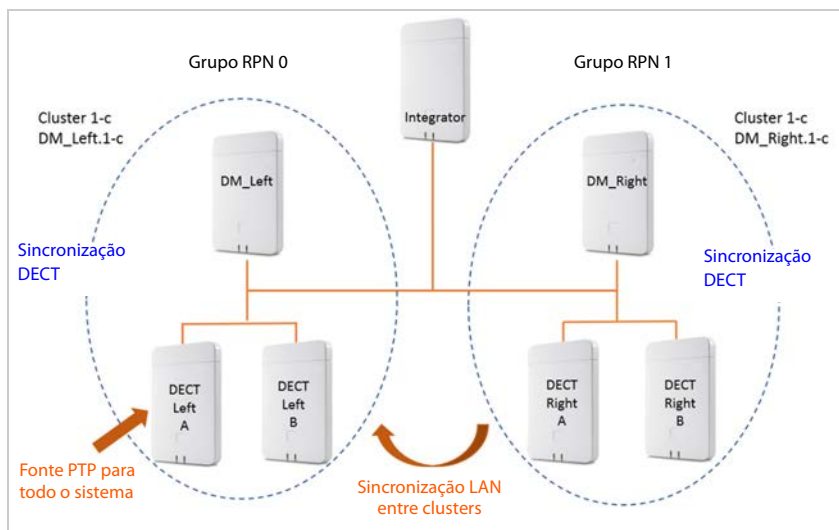 Grupo RPN 0
Grupo RPN 1
Integrator
Cluster 1-c
DM_Left.1-c
Cluster 1-c
DM_Right.1-c
DM_Left
DM_Right
Sincronização
DECT
Sincronização
DECT
DECT
Left
A
DECT
Left
B
DECT
Right
A
DECT
Right
B
Fonte PTP para
todo o sistema
Sincronização LAN
entre clusters